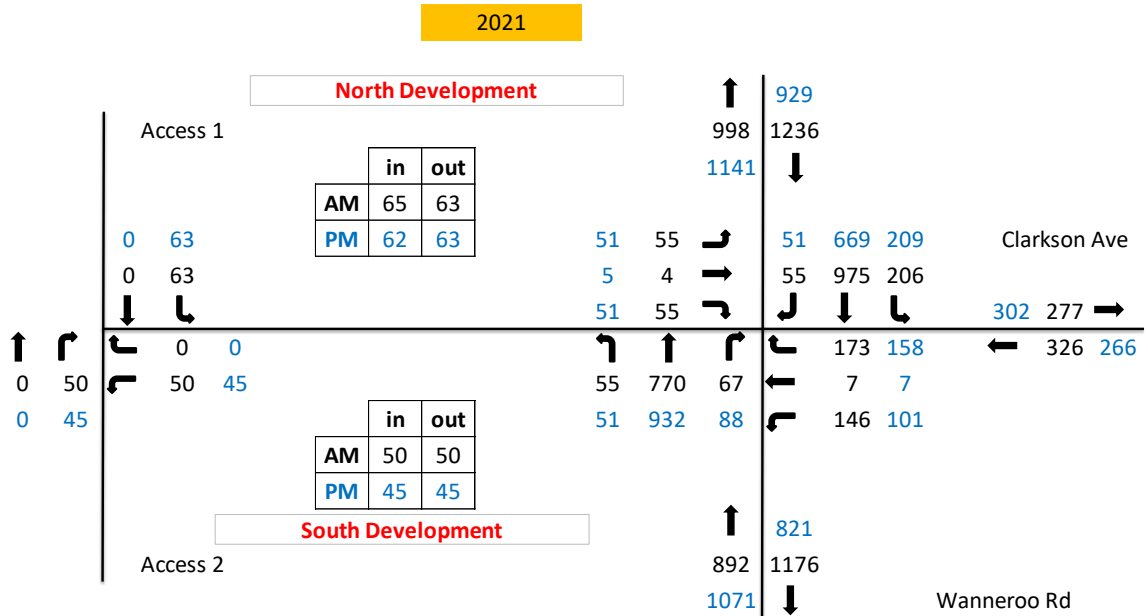 2021
North Development
929
Access 1 998 1236
in out 1141
AM 65 63
0 63 PM 62 63 51 55 51 669 209 Clarkson Ave
0 63 5 4 55 975 206
51 55 302 277
0 0 173 158 326 266
0 50 50 45 55 770 67 7 7
0 45 in out 51 932 88 146 101
AM 50 50
PM 45 45
South Development 821
Access 2 892 1176
1071 Wanneroo Rd